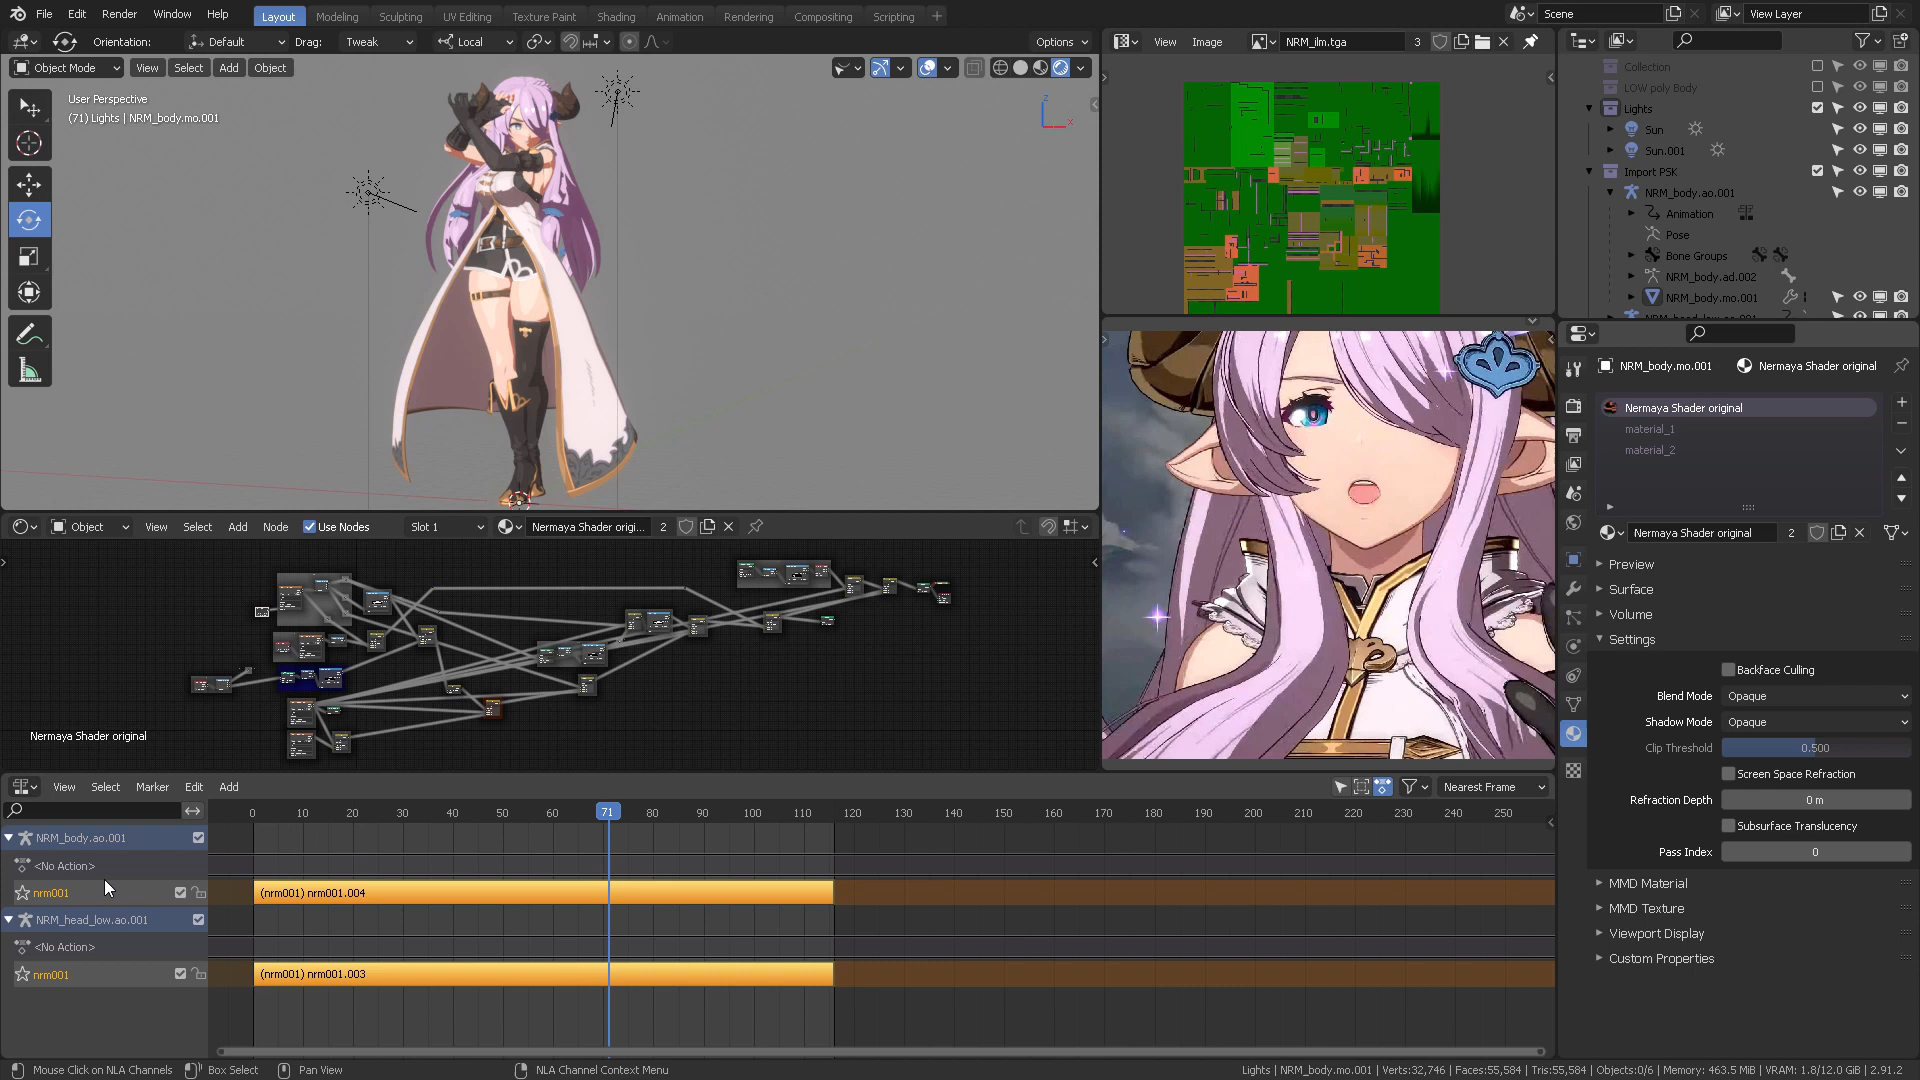 File Edit Render Window Help Layout Modeling Sculpting UV Editing Texture Paint Shading Animation Rendering Compositing Scripting + Scene View Layer
Orientation: Default Drag: Tweak Local Options
View Image NRM_ilm.tga 3
Object Mode View Select Add Object
User Perspective
(71) Lights | NRM_body.mo.001
Z
X
Collection
LOW poly Body
Lights
Sun
Sun.001
Import PSK
NRM_body.ao.001
Animation
Pose
Bone Groups
NRM_body.ad.002
NRM_body.mo.001
NRM_head_low.ao.001
NRM_body.mo.001 Nermaya Shader original
Nermaya Shader original
material_1
material_2
Nermaya Shader original 2
Preview
Surface
Volume
Settings
Backface Culling
Blend Mode Opaque
Shadow Mode Opaque
Clip Threshold 0.500
Screen Space Refraction
Refraction Depth 0 m
Subsurface Translucency
Pass Index 0
MMD Material
MMD Texture
Viewport Display
Custom Properties
Object View Select Add Node Use Nodes Slot 1 Nermaya Shader origi... 2
Nermaya Shader original
View Select Marker Edit Add Nearest Frame
0 10 20 30 40 50 60 71 80 90 100 110 120 130 140 150 160 170 180 190 200 210 220 230 240 250
NRM_body.ao.001
<No Action>
nrm001 (nrm001) nrm001.004
NRM_head_low.ao.001
<No Action>
nrm001 (nrm001) nrm001.003
Mouse Click on NLA Channels Box Select Pan View NLA Channel Context Menu Lights | NRM_body.mo.001 | Verts:32,746 | Faces:55,584 | Tris:55,584 | Objects:0/6 | Memory: 463.5 MiB | VRAM: 1.8/12.0 GiB | 2.91.2